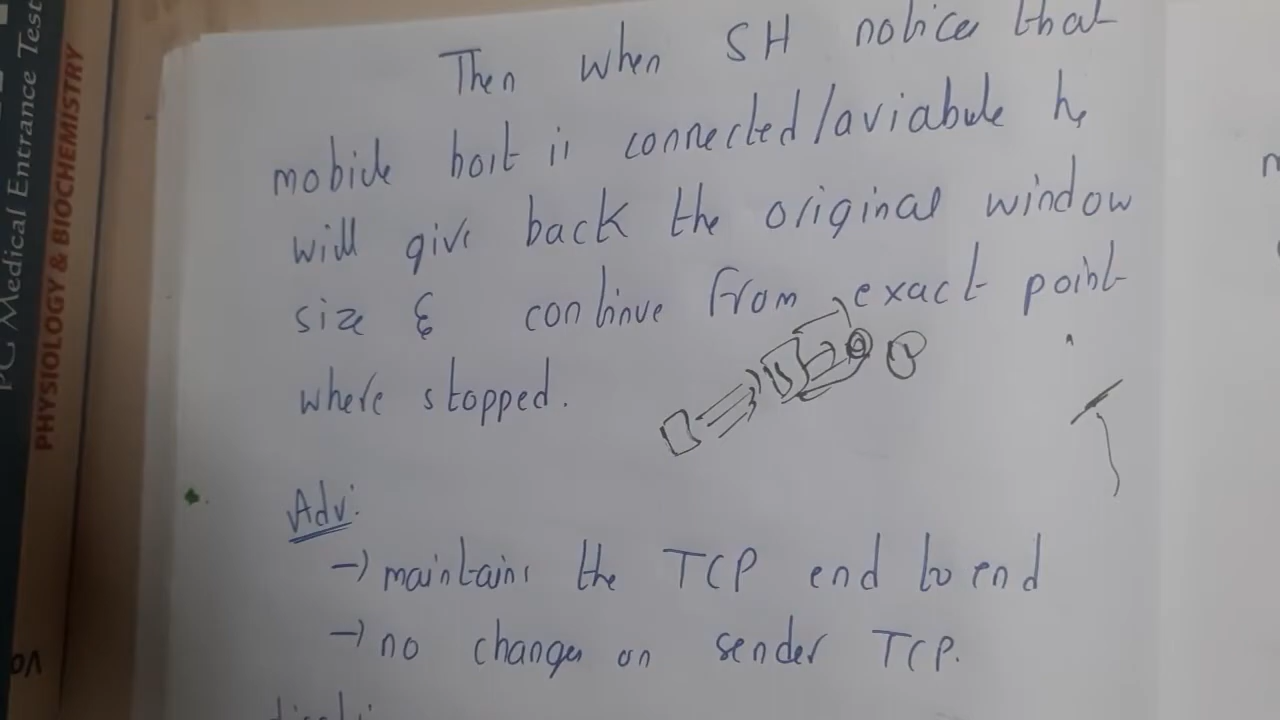 Then when SH notices that
mobile host is connected/aviabule he
will give back the original window
size & continue from exact point
where stopped.
Adv:
→ maintains the TCP end to end
→ no changes on sender TCP.
PG Medical Entrance Test
PHYSIOLOGY & BIOCHEMISTRY